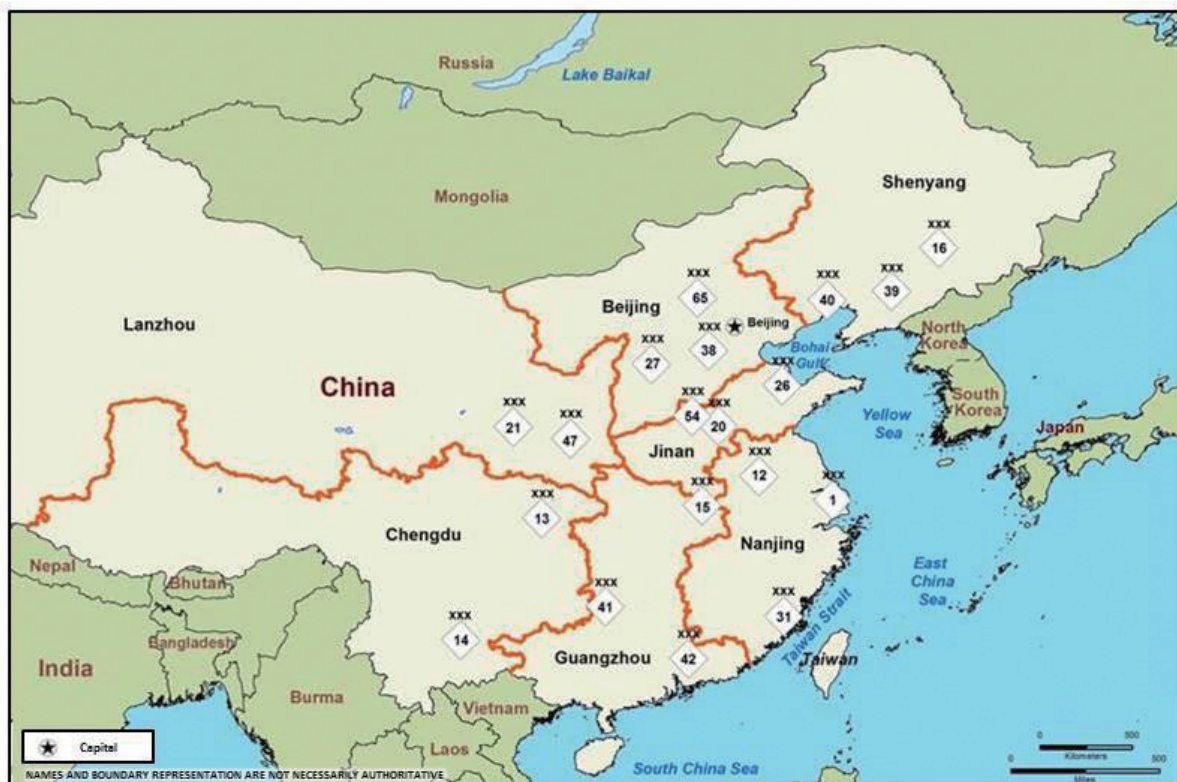 Russia
Lake Baikal
Mongolia
Shenyang
XXX
16
XXX
39
XXX
40
XXX
65
Beijing
XXX
38
Beijing
XXX
27
Lanzhou
China
Bohai
Gulf
North
Korea
South
Korea
XXX
26
Yellow
Sea
Japan
XXX
21
XXX
47
XXX
54
XXX
20
Jinan
XXX
12
XXX
1
XXX
15
XXX
13
Chengdu
Nanjing
Nepal
Bhutan
East
China
Sea
XXX
41
XXX
31
Taiwan Strait
XXX
14
Bangladesh
India
Guangzhou
XXX
42
Taiwan
Burma
Vietnam
Laos
Capital
South China Sea
0
500
Kilometers
0
500
Miles
NAMES AND BOUNDARY REPRESENTATION ARE NOT NECESSARILY AUTHORITATIVE